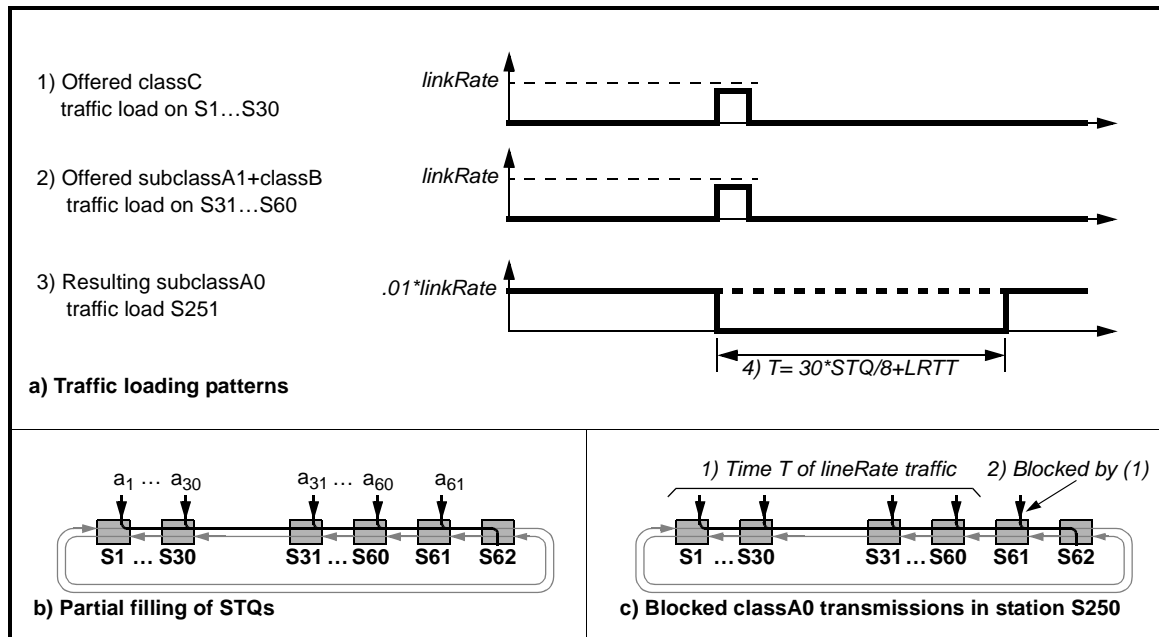 1) Offered classC
traffic load on S1…S30
linkRate
2) Offered subclassA1+classB
traffic load on S31…S60
linkRate
3) Resulting subclassA0
traffic load S251
.01*linkRate
4) T= 30*STQ/8+LRTT
a) Traffic loading patterns
a1 … a30
a31 … a60
a61
S1 … S30
S31 … S60
S61
S62
b) Partial filling of STQs
1) Time T of lineRate traffic
2) Blocked by (1)
S1 … S30
S31 … S60
S61
S62
c) Blocked classA0 transmissions in station S250